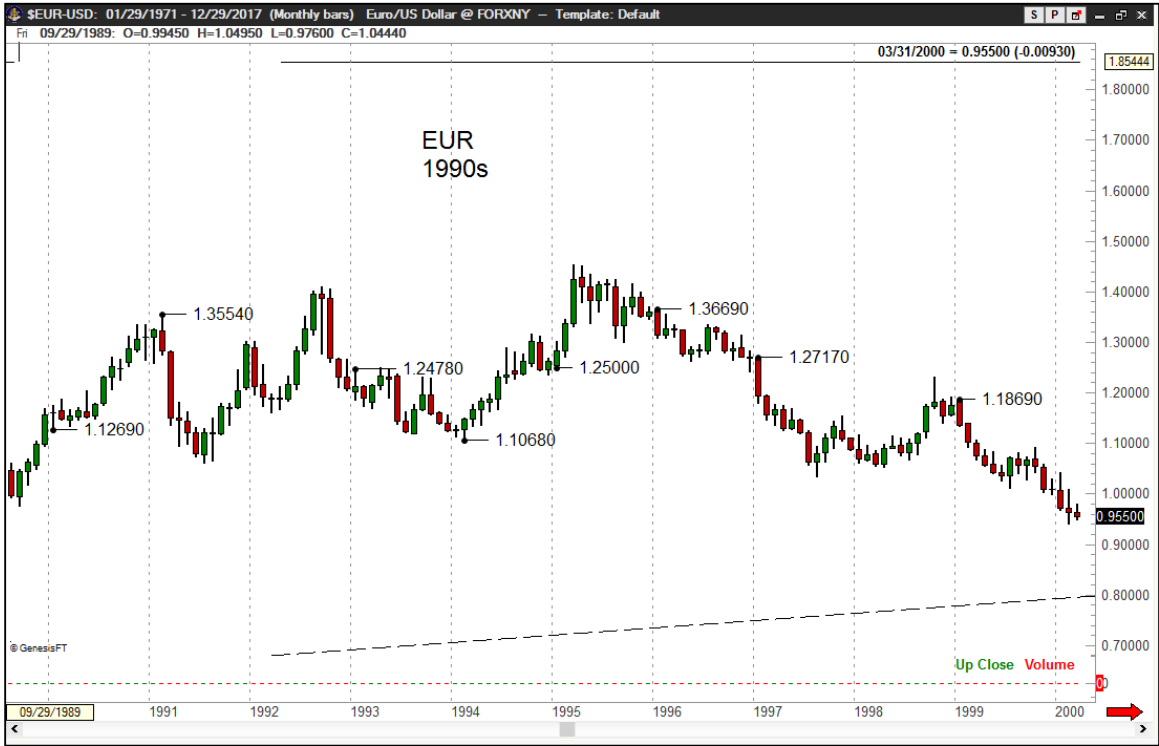 $EUR-USD: 01/29/1971 - 12/29/2017 (Monthly bars) Euro/US Dollar @ FORXNY – Template: Default
S P
Fri 09/29/1989: O=0.99450 H=1.04950 L=0.97600 C=1.04440
03/31/2000 = 0.95500 (-0.00930)
1.85444
1.80000
EUR
1990s
1.70000
1.60000
1.50000
1.40000
1.35540
1.36690
1.30000
1.24780
1.25000
1.27170
1.20000
1.18690
1.12690
1.10680
1.10000
1.00000
0.95500
0.90000
0.80000
0.70000
© GenesisFT
Up Close Volume
0
09/29/1989 1991 1992 1993 1994 1995 1996 1997 1998 1999 2000